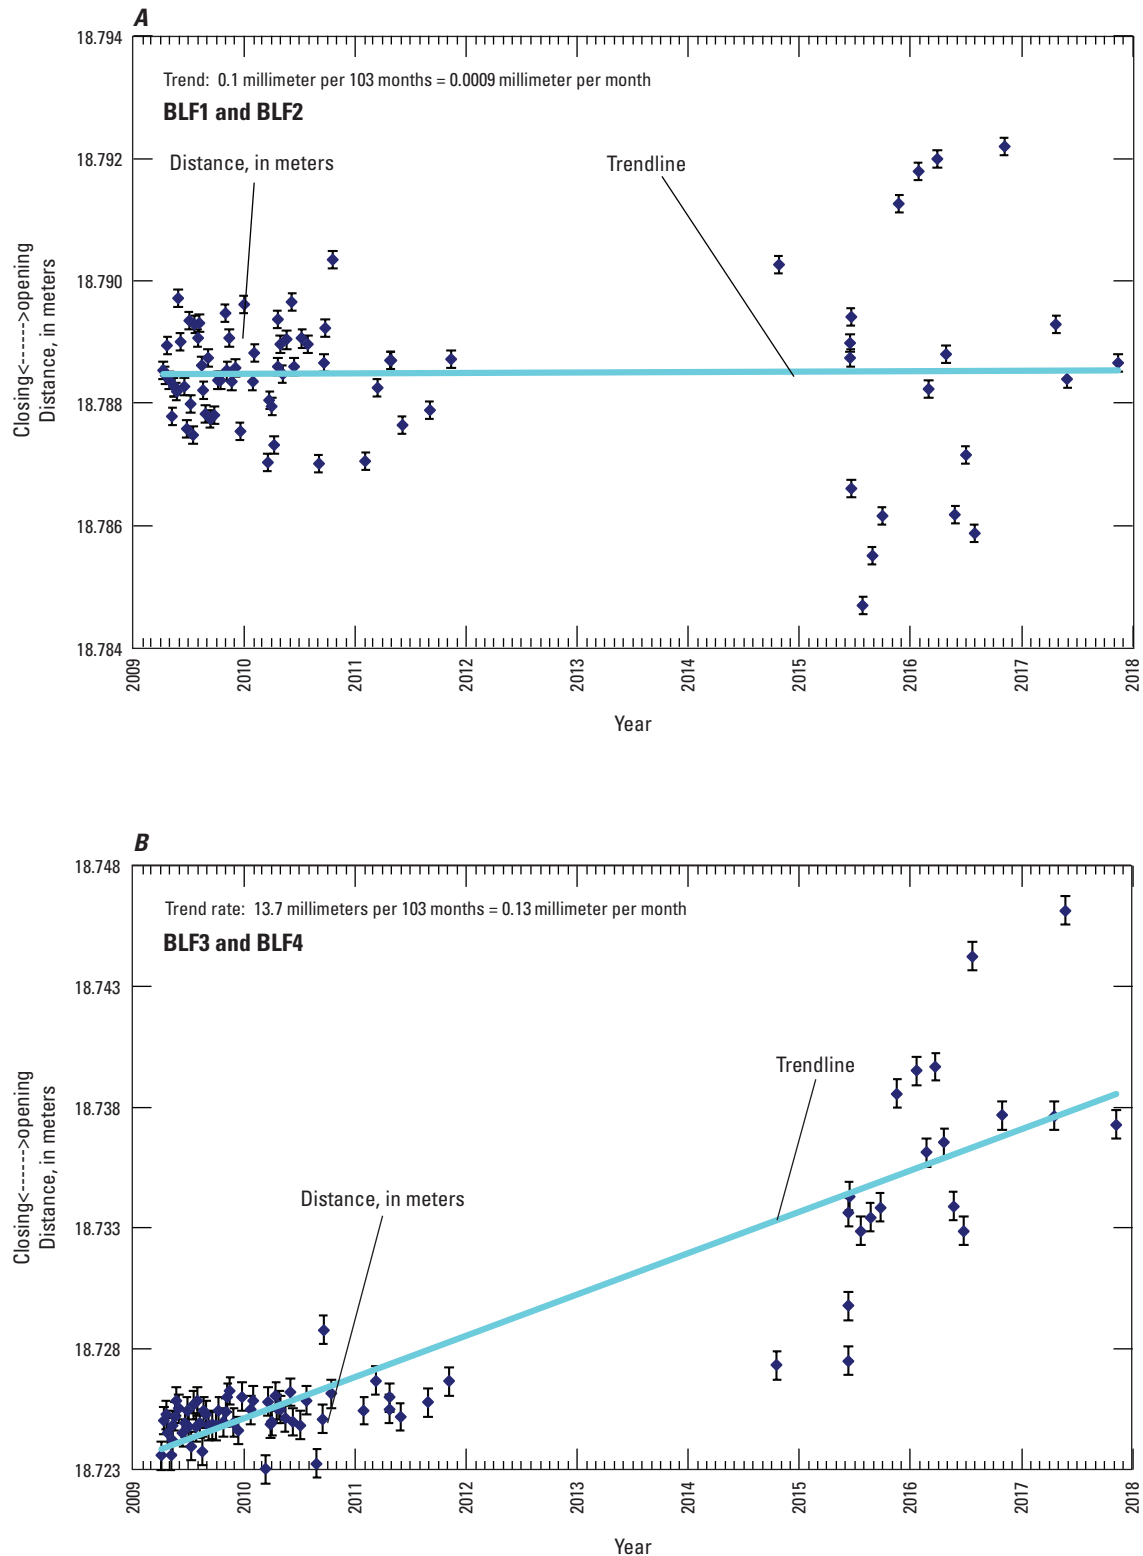 A
18.794
Trend: 0.1 millimeter per 103 months = 0.0009 millimeter per month
BLF1 and BLF2
Distance, in meters
Trendline
18.792
18.790
18.788
18.786
18.784
Closing<------>opening
Distance, in meters
2009
2010
2011
2012
2013
2014
2015
2016
2017
2018
Year
B
18.748
Trend rate: 13.7 millimeters per 103 months = 0.13 millimeter per month
BLF3 and BLF4
18.743
Trendline
18.738
Distance, in meters
18.733
18.728
18.723
Closing<------>opening
Distance, in meters
2009
2010
2011
2012
2013
2014
2015
2016
2017
2018
Year